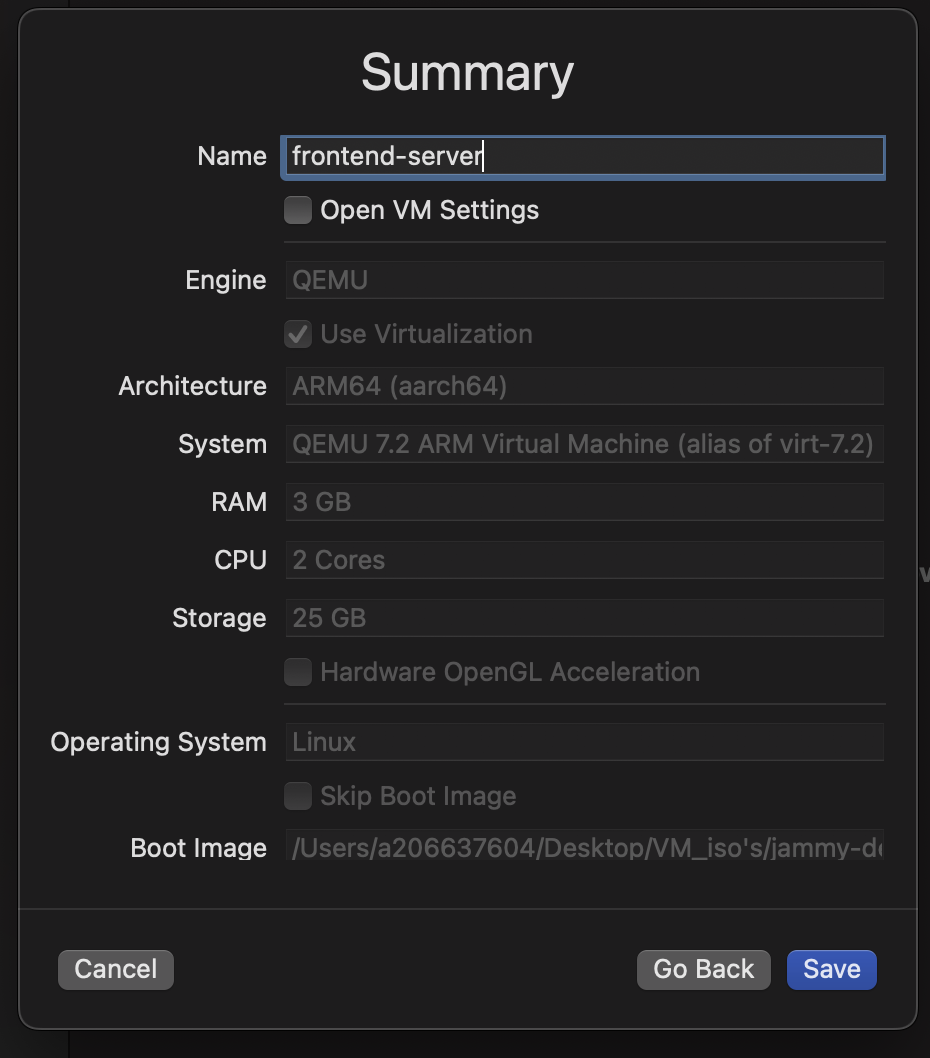 Summary
Name frontend-server
Open VM Settings
Engine QEMU
Use Virtualization
Architecture ARM64 (aarch64)
System QEMU 7.2 ARM Virtual Machine (alias of virt-7.2)
RAM 3 GB
CPU 2 Cores
Storage 25 GB
Hardware OpenGL Acceleration
Operating System Linux
Skip Boot Image
Boot Image /Users/a206637604/Desktop/VM_iso's/jammy-de
Cancel Go Back Save